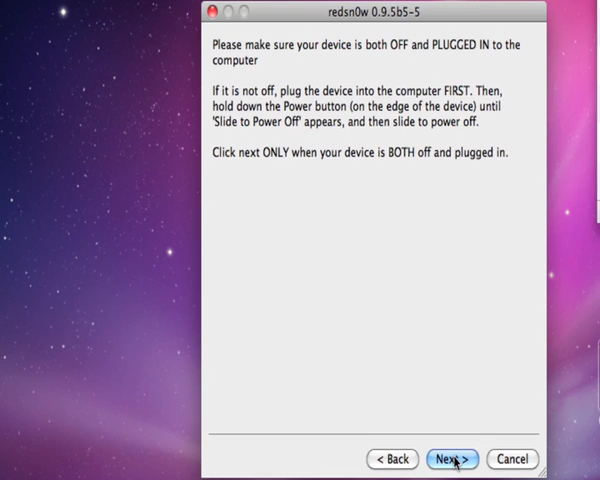 redsn0w 0.9.5b5-5
Please make sure your device is both OFF and PLUGGED IN to the
computer
If it is not off, plug the device into the computer FIRST. Then,
hold down the Power button (on the edge of the device) until
'Slide to Power Off' appears, and then slide to power off.
Click next ONLY when your device is BOTH off and plugged in.
< Back Next > Cancel